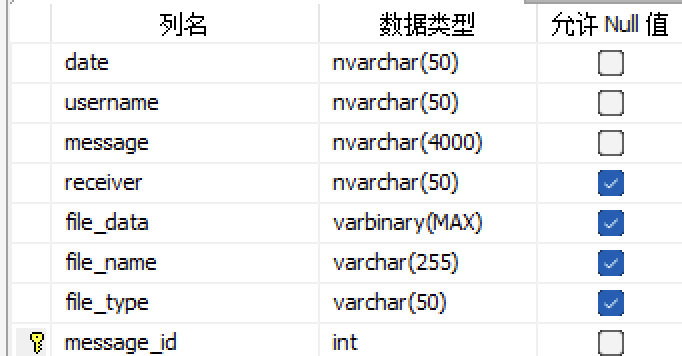 列名 数据类型 允许 Null 值
date nvarchar(50)
username nvarchar(50)
message nvarchar(4000)
receiver nvarchar(50)
file_data varbinary(MAX)
file_name varchar(255)
file_type varchar(50)
message_id int